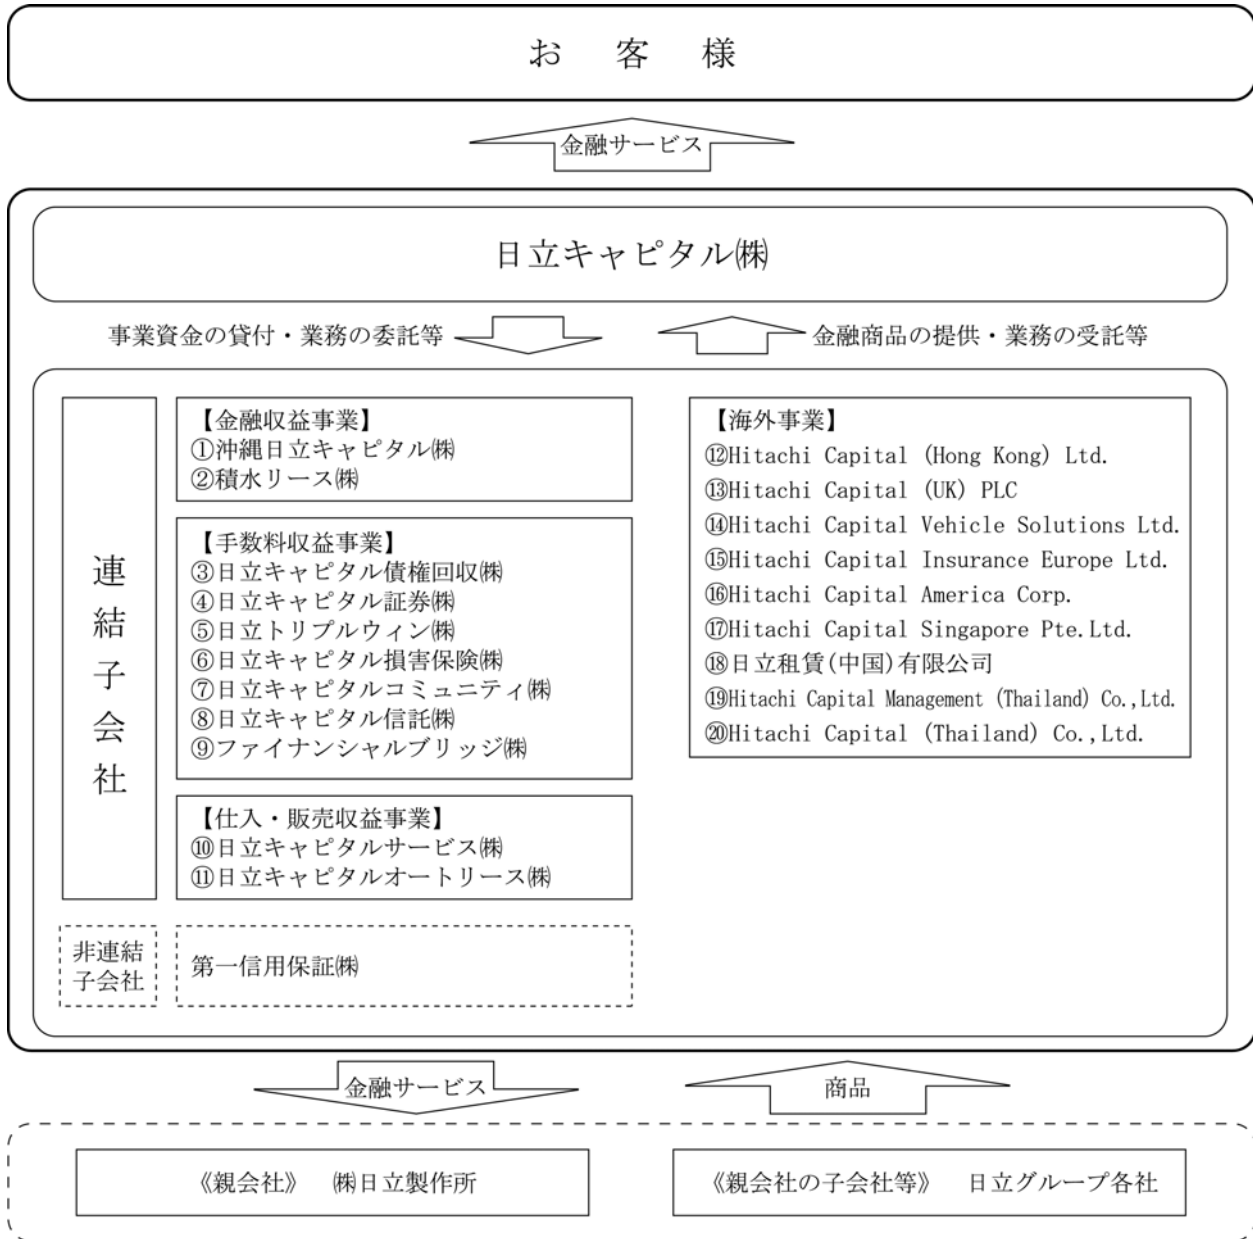 お 客 様
金融サービス
日立キャピタル㈱
事業資金の貸付・業務の委託等
金融商品の提供・業務の受託等
連結子会社
【金融収益事業】
①沖縄日立キャピタル㈱
②積水リース㈱
【手数料収益事業】
③日立キャピタル債権回収㈱
④日立キャピタル証券㈱
⑤日立トリプルウィン㈱
⑥日立キャピタル損害保険㈱
⑦日立キャピタルコミュニティ㈱
⑧日立キャピタル信託㈱
⑨ファイナンシャルブリッジ㈱
【仕入・販売収益事業】
⑩日立キャピタルサービス㈱
⑪日立キャピタルオートリース㈱
【海外事業】
⑫Hitachi Capital (Hong Kong) Ltd.
⑬Hitachi Capital (UK) PLC
⑭Hitachi Capital Vehicle Solutions Ltd.
⑮Hitachi Capital Insurance Europe Ltd.
⑯Hitachi Capital America Corp.
⑰Hitachi Capital Singapore Pte.Ltd.
⑱日立租賃(中国)有限公司
⑲Hitachi Capital Management (Thailand) Co.,Ltd.
⑳Hitachi Capital (Thailand) Co.,Ltd.
非連結
子会社
第一信用保証㈱
金融サービス
商品
《親会社》 ㈱日立製作所
《親会社の子会社等》 日立グループ各社